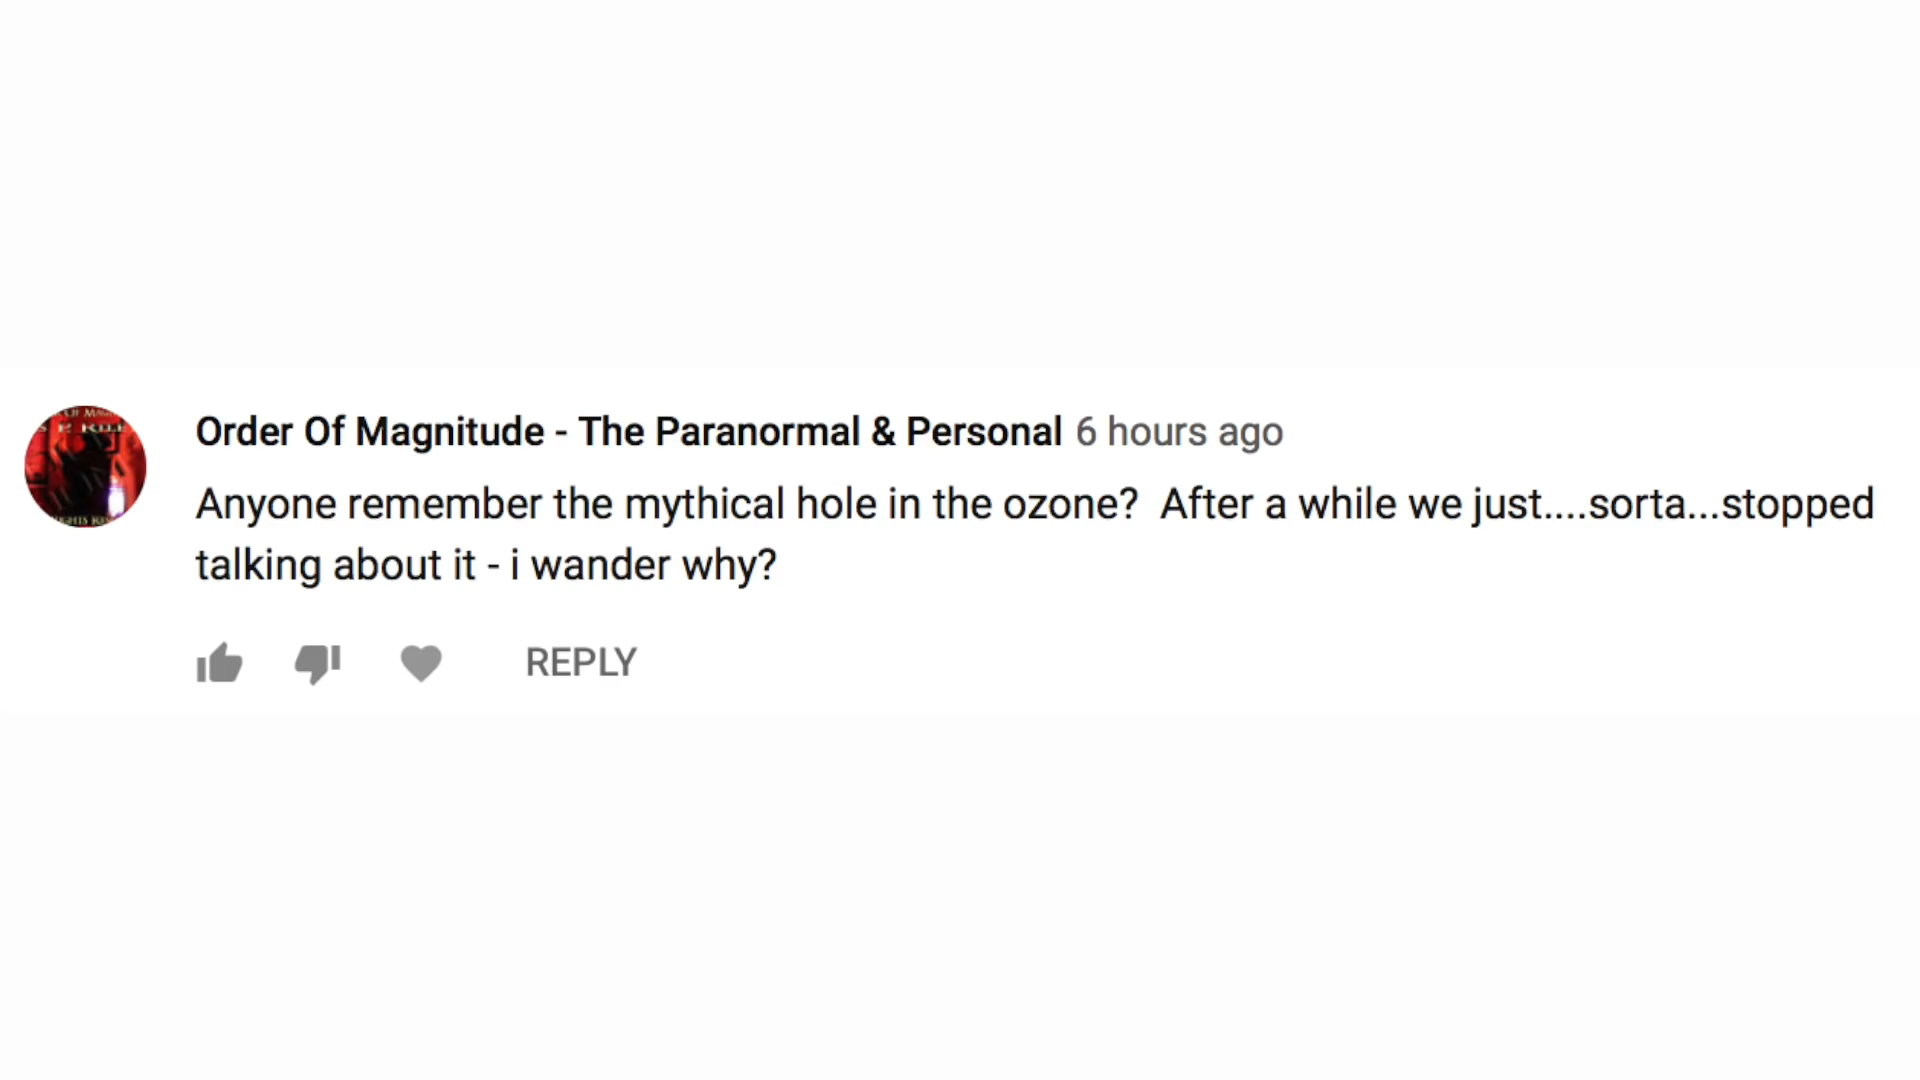 Order Of Magnitude - The Paranormal & Personal 6 hours ago
Anyone remember the mythical hole in the ozone?  After a while we just....sorta...stopped
talking about it - i wander why?
REPLY